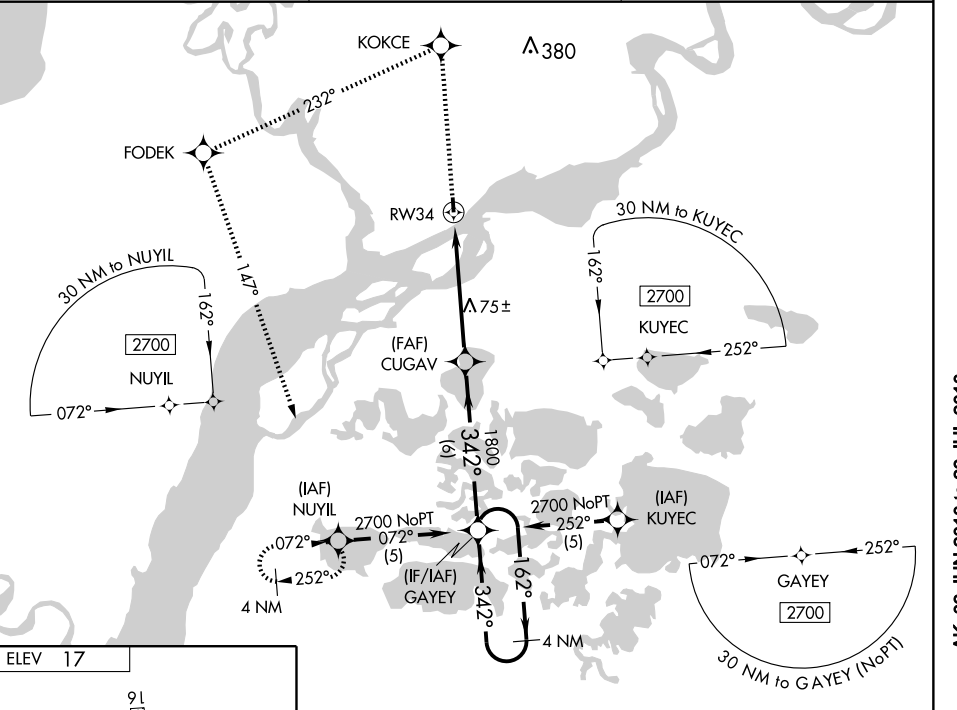 KOKCE
380
232°
FODEK
RW34
30 NM to NUYIL
147°
162°
2700
NUYIL
072°
30 NM to KUYEC
162°
2700
KUYEC
252°
75±
(FAF)
CUGAV
1800
342°
(6)
(IAF)
NUYIL
2700 NoPT
072°
(5)
072°
252°
4 NM
(IF/IAF)
GAYEY
2700 NoPT
252°
(5)
(IAF)
KUYEC
342°
162°
4 NM
072°
252°
GAYEY
2700
30 NM to GAYEY (NoPT)
ELEV 17
16